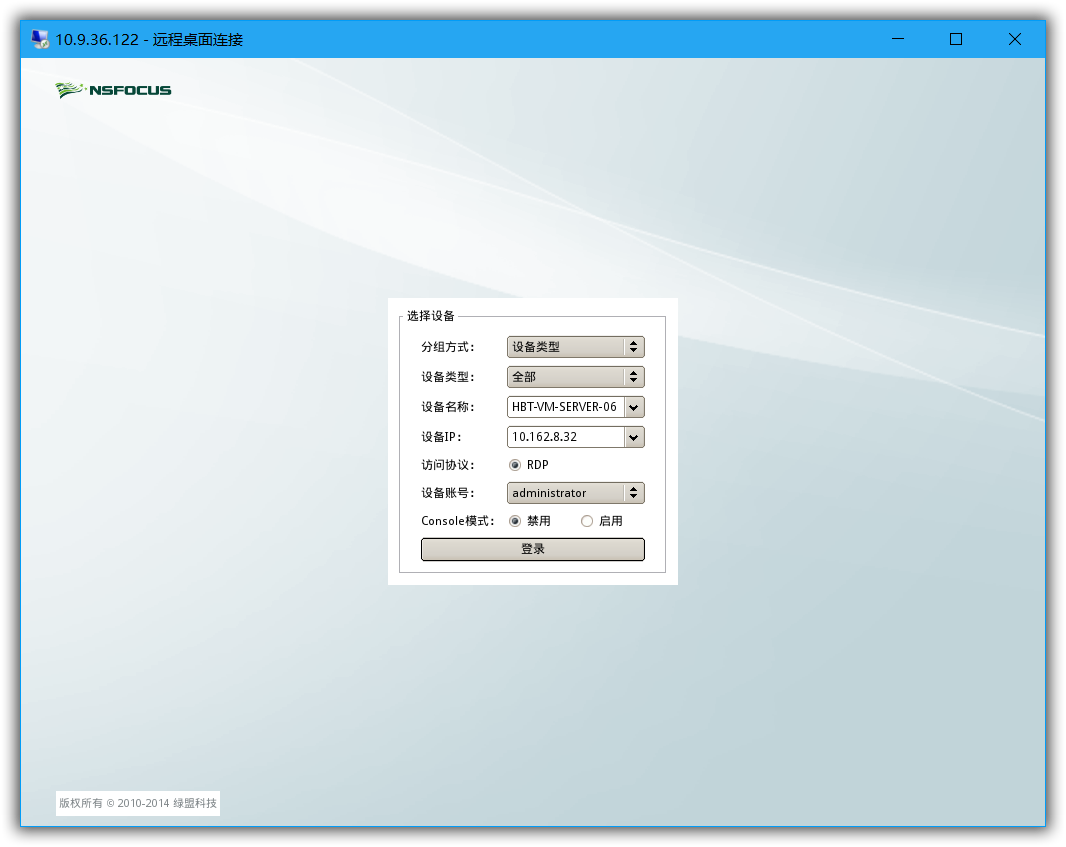 10.9.36.122 - 远程桌面连接
NSFOCUS
选择设备
分组方式: 设备类型
设备类型: 全部
设备名称: HBT-VM-SERVER-06
设备IP: 10.162.8.32
访问协议: RDP
设备账号: administrator
Console模式: 禁用 启用
登录
版权所有 © 2010-2014 绿盟科技